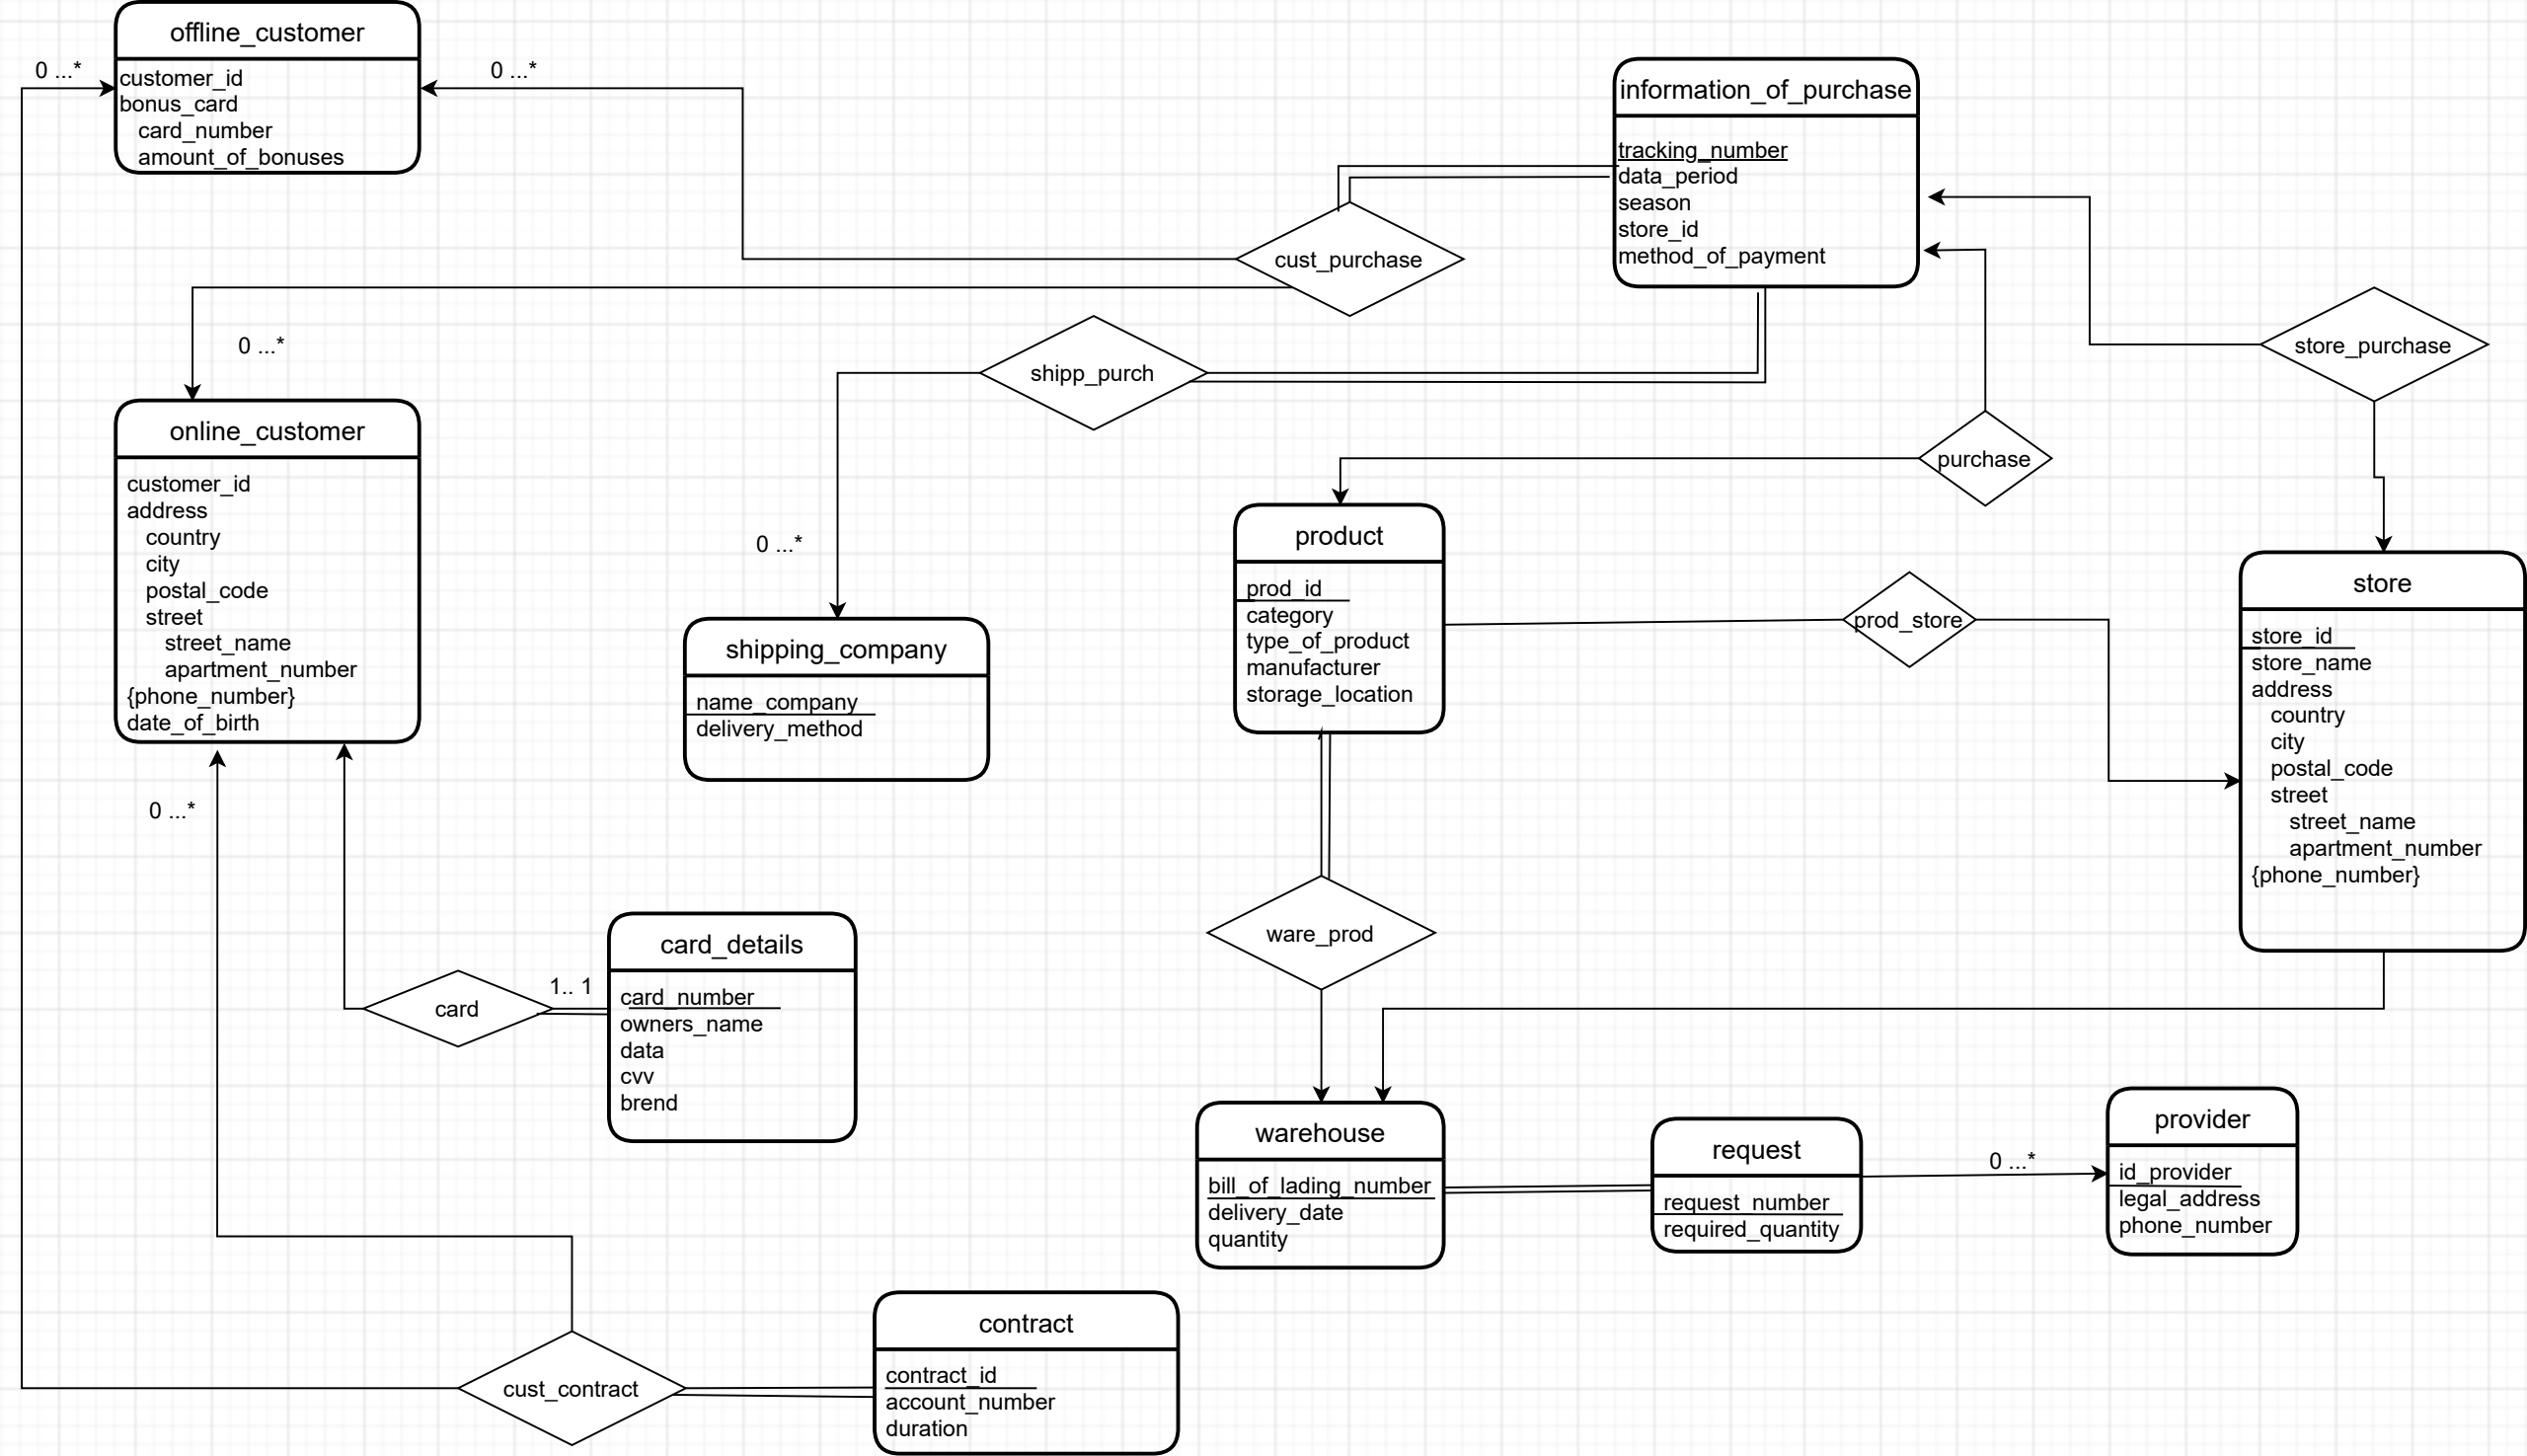 offline_customer
0 ...*
customer_id
bonus_card
card_number
amount_of_bonuses
0 ...*
information_of_purchase
tracking_number
data_period
season
store_id
method_of_payment
cust_purchase
0 ...*
shipp_purch
store_purchase
purchase
online_customer
customer_id
address
country
city
postal_code
street
street_name
apartment_number
{phone_number}
date_of_birth
0 ...*
shipping_company
name_company
delivery_method
product
prod_id
category
type_of_product
manufacturer
storage_location
prod_store
store
store_id
store_name
address
country
city
postal_code
street
street_name
apartment_number
{phone_number}
0 ...*
card
1.. 1
card_details
card_number
owners_name
data
cvv
brend
ware_prod
warehouse
bill_of_lading_number
delivery_date
quantity
request
request_number
required_quantity
0 ...*
provider
id_provider
legal_address
phone_number
cust_contract
contract
contract_id
account_number
duration